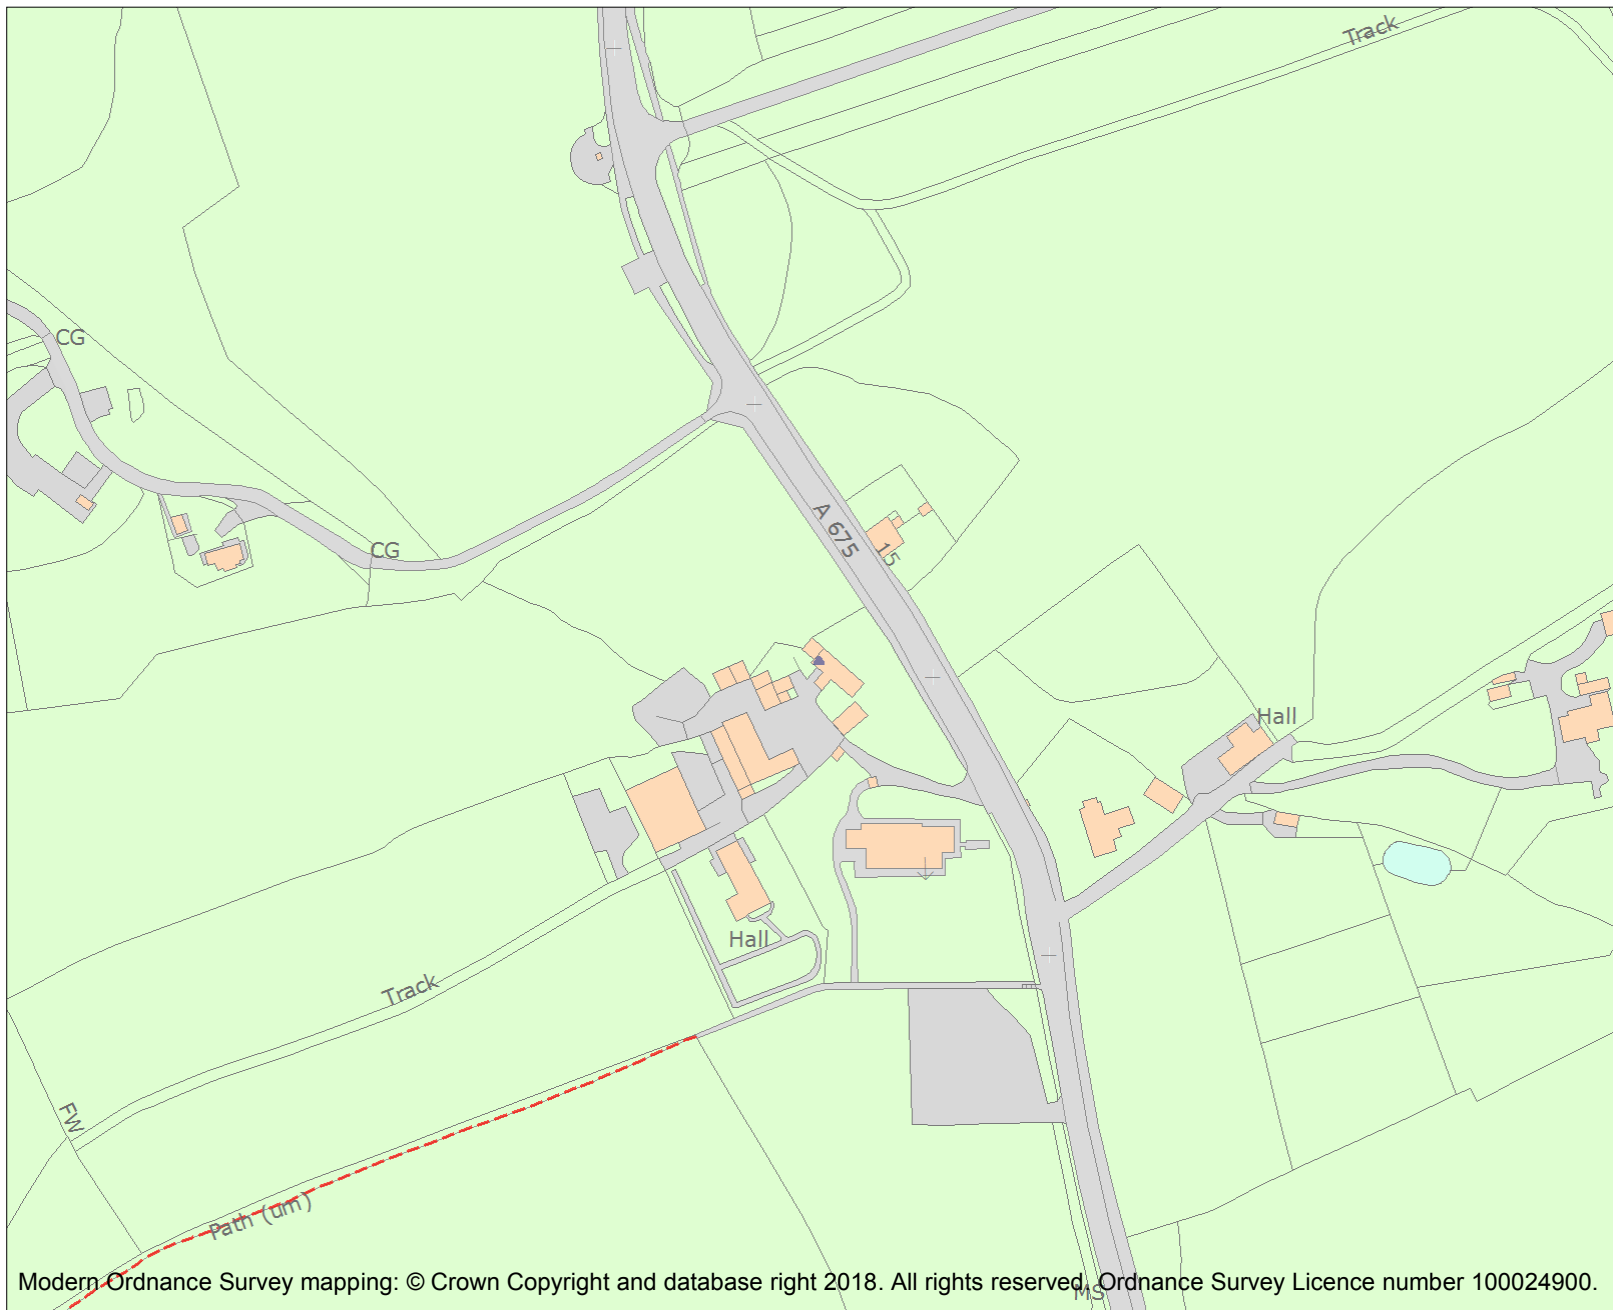 Track
CG
A 675
15
CG
Hall
Hall
Track
FW
Path (um)
MS
Modern Ordnance Survey mapping: © Crown Copyright and database right 2018. All rights reserved. Ordnance Survey Licence number 100024900.